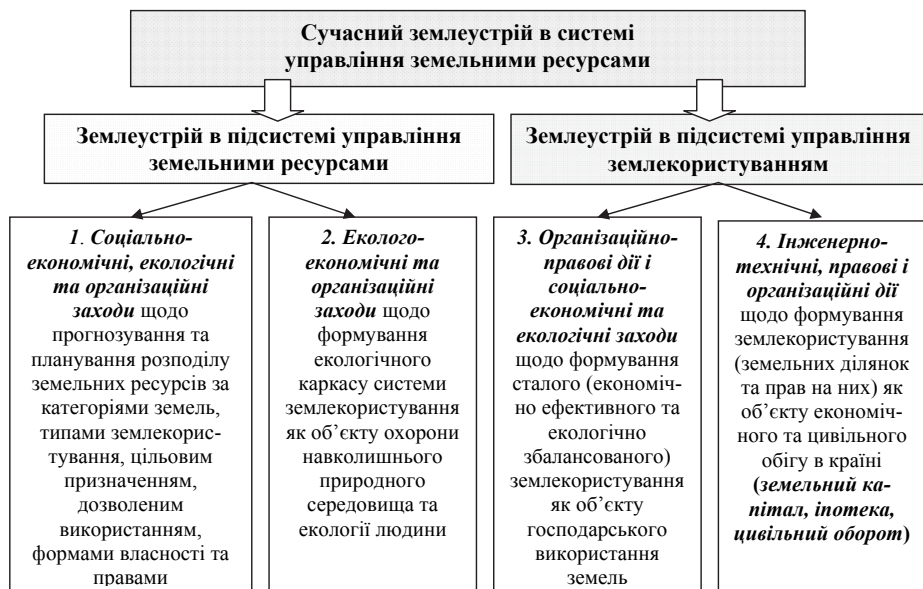 Сучасний землеустрій в системі
управління земельними ресурсами
Землеустрій в підсистемі управління
земельними ресурсами
Землеустрій в підсистемі управління
землекористуванням
1. Соціально-
економічні, екологічні
та організаційні
заходи щодо
прогнозування та
планування розподілу
земельних ресурсів за
категоріями земель,
типами землекорис-
тування, цільовим
призначенням,
дозволеним
використанням,
формами власності та
правами
2. Еколого-
економічні та
організаційні
заходи щодо
формування
екологічного
каркасу системи
землекористування
як об’єкту охорони
навколишнього
природного
середовища та
екології людини
3. Організаційно-
правові дії і
соціально-
економічні та
екологічні заходи
щодо формування
сталого (економіч-
но ефективного та
екологічно
збалансованого)
землекористування
як об’єкту
господарського
використання
земель
4. Інженерно-
технічні, правові і
організаційні дії
щодо формування
землекористування
(земельних ділянок
та прав на них) як
об’єкту економіч-
ного та цивільного
обігу в країні
(земельний ка-
пітал, іпотека,
цивільний оборот)